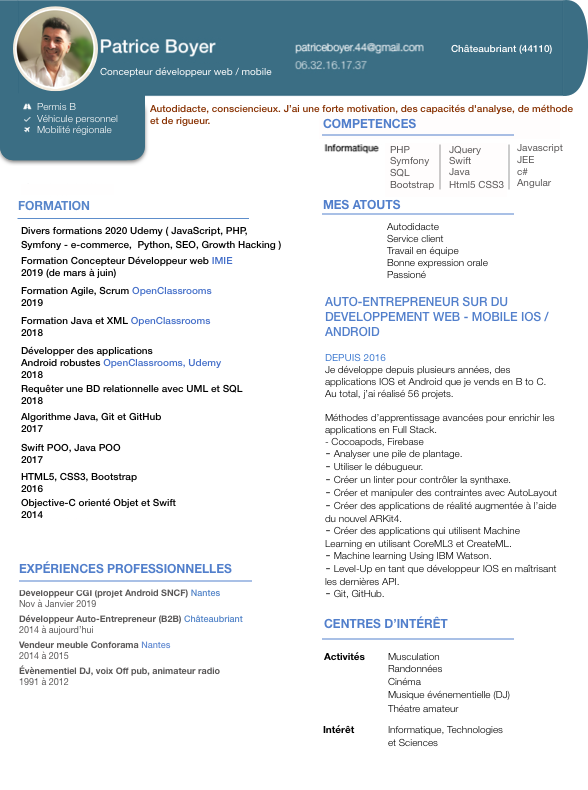 Patrice Boyer
Concepteur développeur web / mobile
patriceboyer.44@gmail.com
06.32.16.17.37
Châteaubriant (44110)
Permis B
Véhicule personnel
Mobilité régionale
Autodidacte, consciencieux. J'ai une forte motivation, des capacités d'analyse, de méthode
et de rigueur.
FORMATION
Divers formations 2020 Udemy ( JavaScript, PHP,
Symfony - e-commerce, Python, SEO, Growth Hacking )
Formation Concepteur Développeur web IMIE
2019 (de mars à juin)
Formation Agile, Scrum OpenClassrooms
2019
Formation Java et XML OpenClassrooms
2018
Développer des applications
Android robustes OpenClassrooms, Udemy
2018
Requêter une BD relationnelle avec UML et SQL
2018
Algorithme Java, Git et GitHub
2017
Swift POO, Java POO
2017
HTML5, CSS3, Bootstrap
2016
Objective-C orienté Objet et Swift
2014
EXPÉRIENCES PROFESSIONNELLES
Developpeur CGI (projet Android SNCF) Nantes
Nov à Janvier 2019
Développeur Auto-Entrepreneur (B2B) Châteaubriant
2014 à aujourd'hui
Vendeur meuble Conforama Nantes
2014 à 2015
Évènementiel DJ, voix Off pub, animateur radio
1991 à 2012
COMPETENCES
Informatique
PHP
Symfony
SQL
Bootstrap
JQuery
Swift
Java
Html5 CSS3
Javascript
JEE
c#
Angular
MES ATOUTS
Autodidacte
Service client
Travail en équipe
Bonne expression orale
Passioné
AUTO-ENTREPRENEUR SUR DU
DEVELOPPEMENT WEB - MOBILE IOS /
ANDROID
DEPUIS 2016
Je développe depuis plusieurs années, des
applications IOS et Android que je vends en B to C.
Au total, j'ai réalisé 56 projets.
Méthodes d'apprentissage avancées pour enrichir les
applications en Full Stack.
- Cocoapods, Firebase
- Analyser une pile de plantage.
- Utiliser le débugueur.
- Créer un linter pour contrôler la synthaxe.
- Créer et manipuler des contraintes avec AutoLayout
- Créer des applications de réalité augmentée à l'aide
du nouvel ARKit4.
- Créer des applications qui utilisent Machine
Learning en utilisant CoreML3 et CreateML.
- Machine learning Using IBM Watson.
- Level-Up en tant que développeur IOS en maîtrisant
les dernières API.
- Git, GitHub.
CENTRES D'INTÉRÊT
Activités
Musculation
Randonnées
Cinéma
Musique événementielle (DJ)
Théatre amateur
Intérêt
Informatique, Technologies
et Sciences